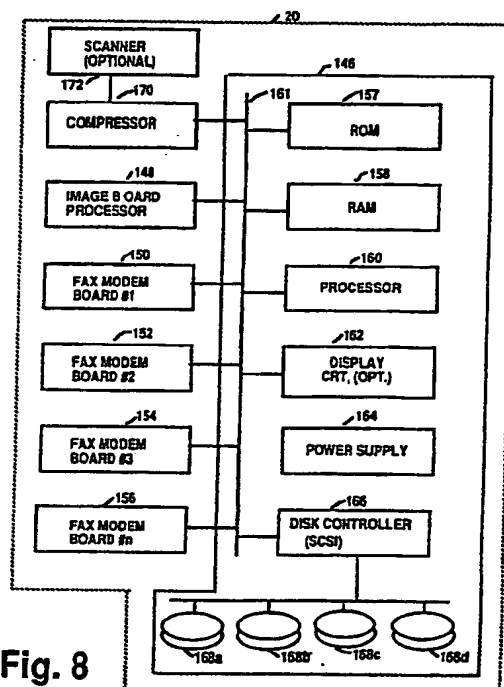 20
SCANNER
(OPTIONAL)
172
170
COMPRESSOR
148
IMAGE B OARD
PROCESSOR
150
FAX MODEM
BOARD #1
152
FAX MODEM
BOARD #2
154
FAX MODEM
BOARD #3
156
FAX MODEM
BOARD #n
146
161
157
ROM
158
RAM
160
PROCESSOR
162
DISPLAY
CRT, (OPT.)
164
POWER SUPPLY
166
DISK CONTROLLER
(SCSI)
168a
168b
168c
168d
Fig. 8